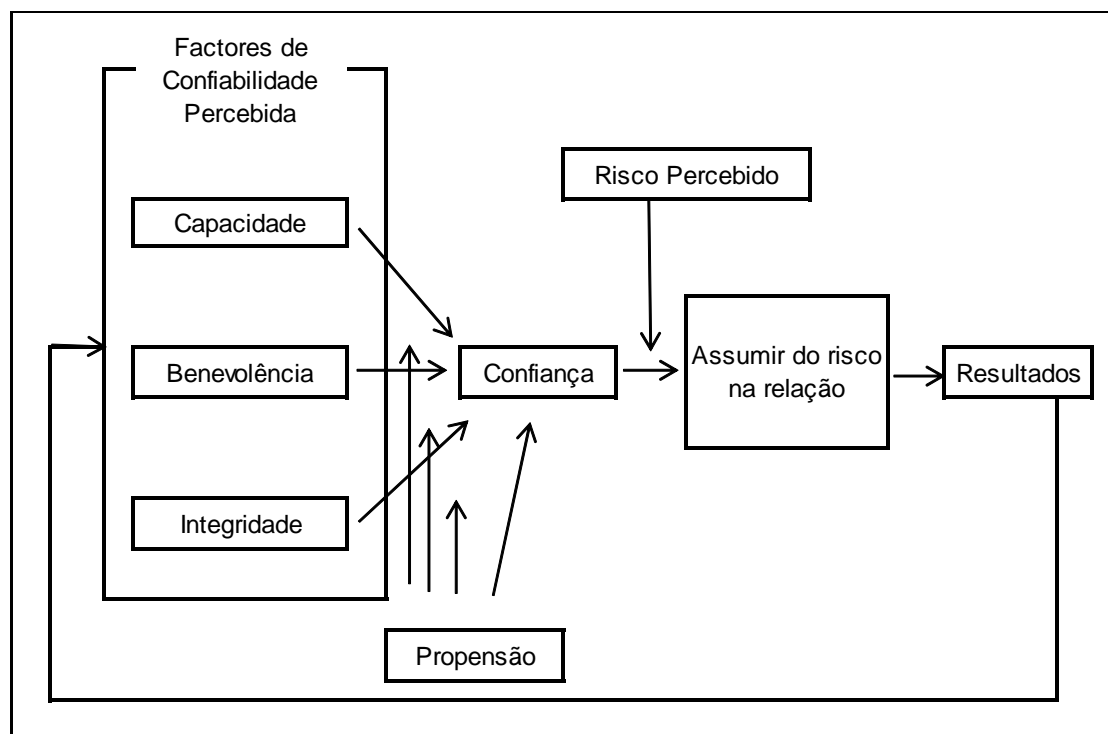 Factores de
Confiabilidade
Percebida
Risco Percebido
Capacidade
Benevolência
Confiança
Assumir do risco
na relação
Resultados
Integridade
Propensão